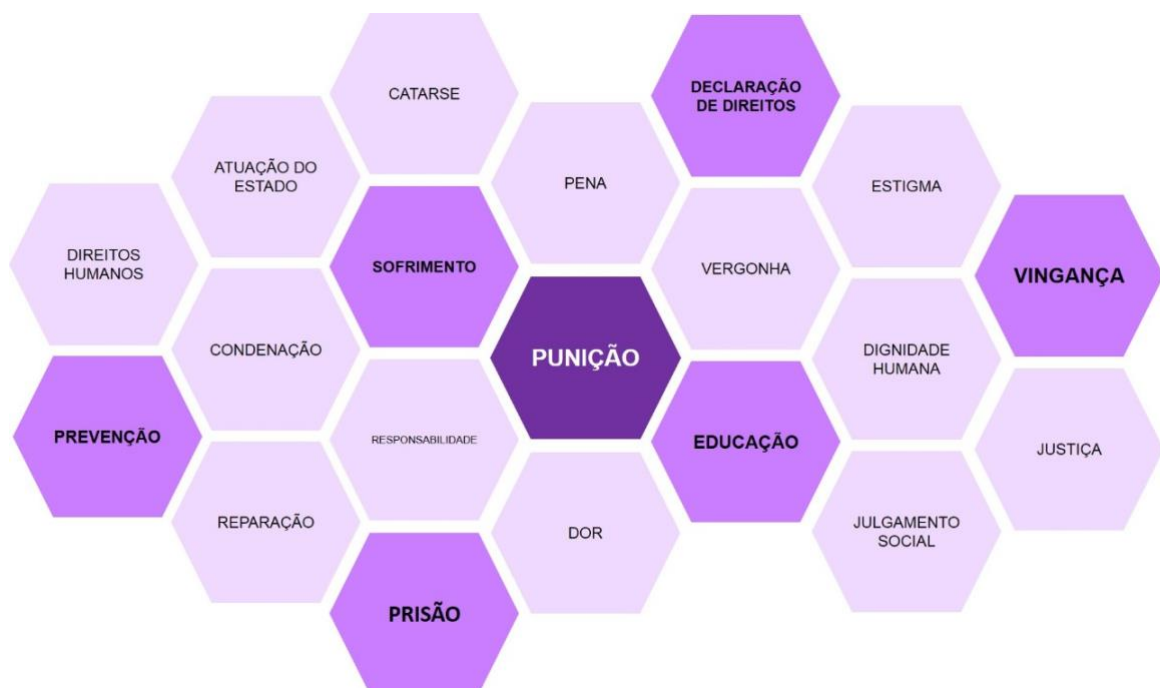 CATARSE
DECLARAÇÃO
DE DIREITOS
ATUAÇÃO DO
ESTADO
PENA
ESTIGMA
DIREITOS
HUMANOS
SOFRIMENTO
VERGONHA
VINGANÇA
CONDENAÇÃO
PUNIÇÃO
DIGNIDADE
HUMANA
PREVENÇÃO
RESPONSABILIDADE
EDUCAÇÃO
JUSTIÇA
REPARAÇÃO
DOR
JULGAMENTO
SOCIAL
PRISÃO